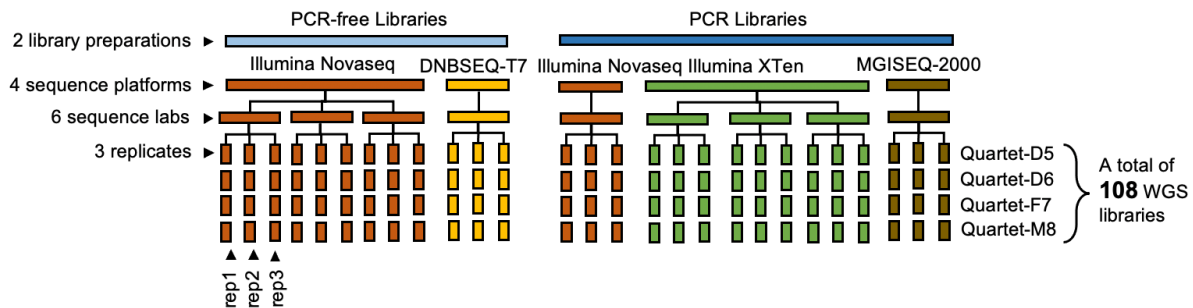 PCR-free Libraries
PCR Libraries
2 library preparations ►
Illumina Novaseq
DNBSEQ-T7
Illumina Novaseq
Illumina XTen
MGISEQ-2000
4 sequence platforms ►
6 sequence labs ►
3 replicates ►
Quartet-D5
Quartet-D6
Quartet-F7
Quartet-M8
A total of
108 WGS
libraries
rep1
rep2
rep3